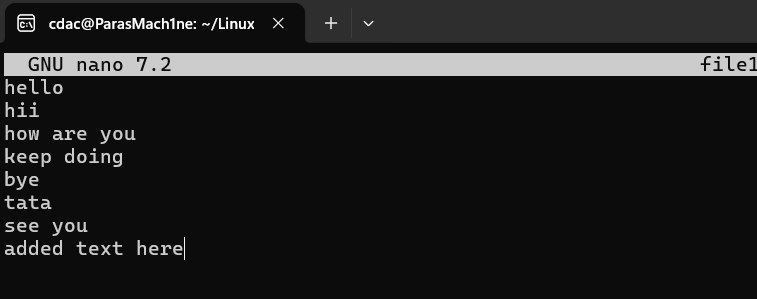 cdac@ParasMach1ne: ~/Linux
GNU nano 7.2 file1
hello
hii
how are you
keep doing
bye
tata
see you
added text here